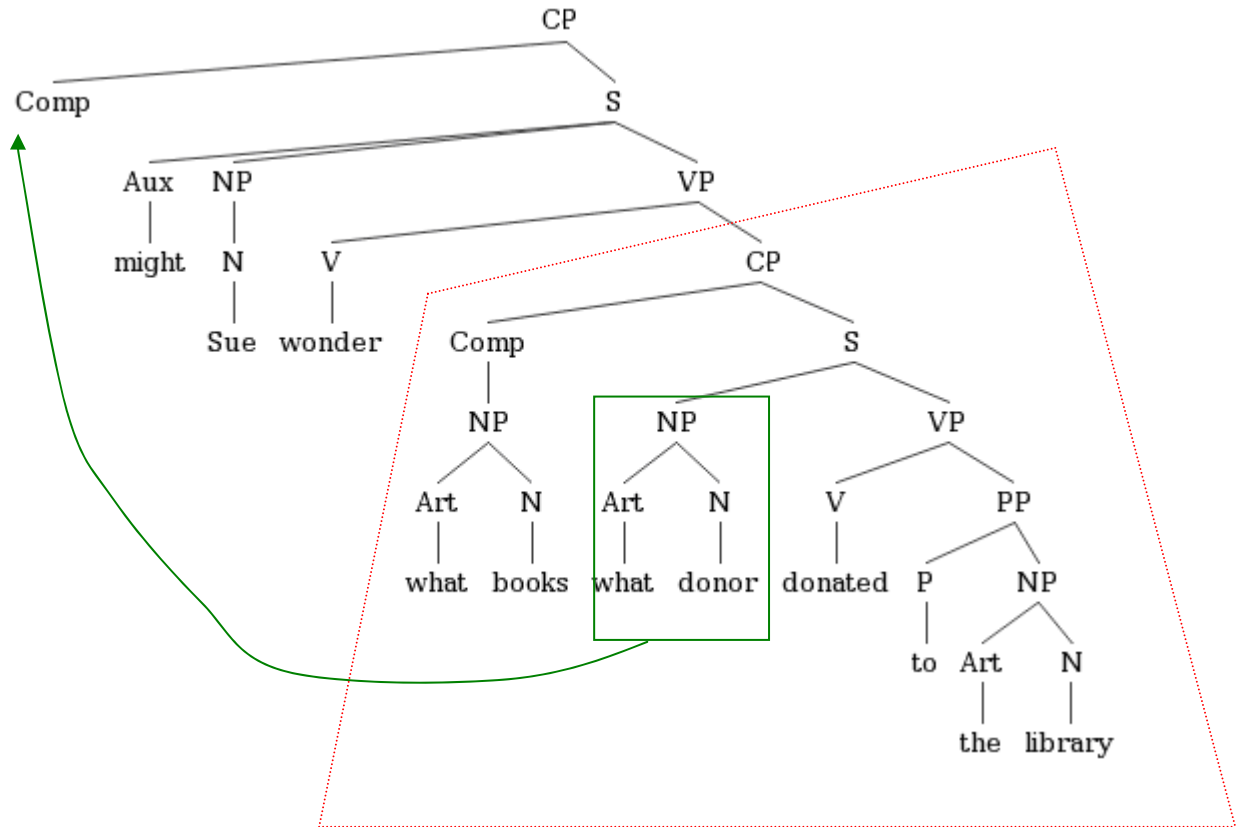 CP
Comp S
Aux NP VP
might N V CP
Sue wonder Comp S
NP NP VP
Art N Art N V PP
what books what donor donated P NP
to Art N
the library